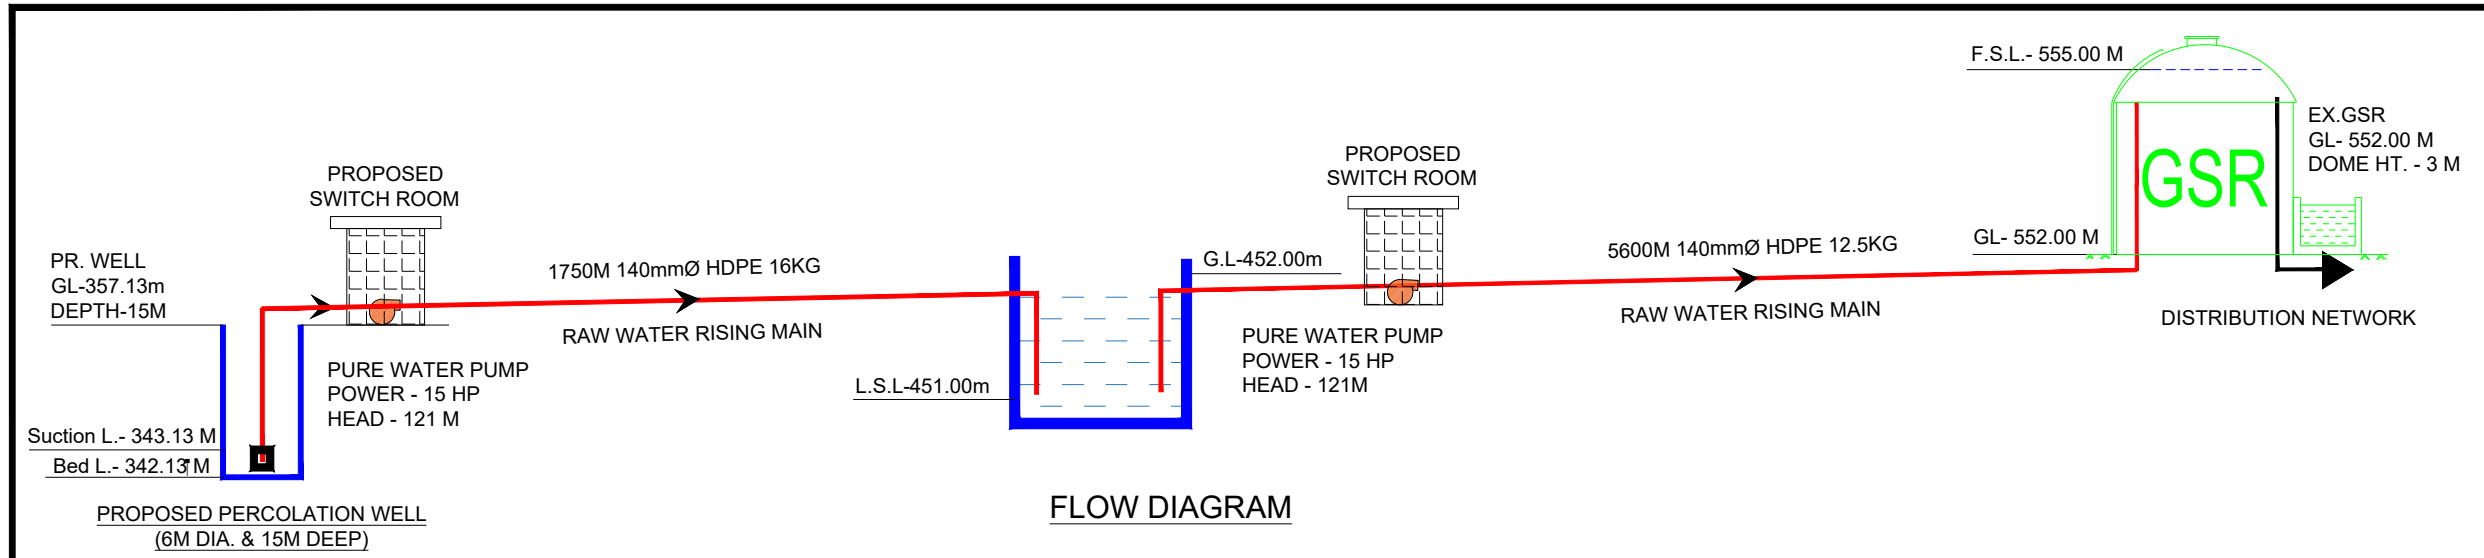 PR. WELL
GL-357.13m
DEPTH-15M
Suction L.- 343.13 M
Bed L.- 342.13 M
PROPOSED PERCOLATION WELL
(6M DIA. & 15M DEEP)
PROPOSED
SWITCH ROOM
PURE WATER PUMP
POWER - 15 HP
HEAD - 121 M
1750M 140mmØ HDPE 16KG
RAW WATER RISING MAIN
L.S.L-451.00m
G.L-452.00m
PROPOSED
SWITCH ROOM
PURE WATER PUMP
POWER - 15 HP
HEAD - 121M
5600M 140mmØ HDPE 12.5KG
RAW WATER RISING MAIN
F.S.L.- 555.00 M
GL- 552.00 M
GSR
EX.GSR
GL- 552.00 M
DOME HT. - 3 M
DISTRIBUTION NETWORK
FLOW DIAGRAM